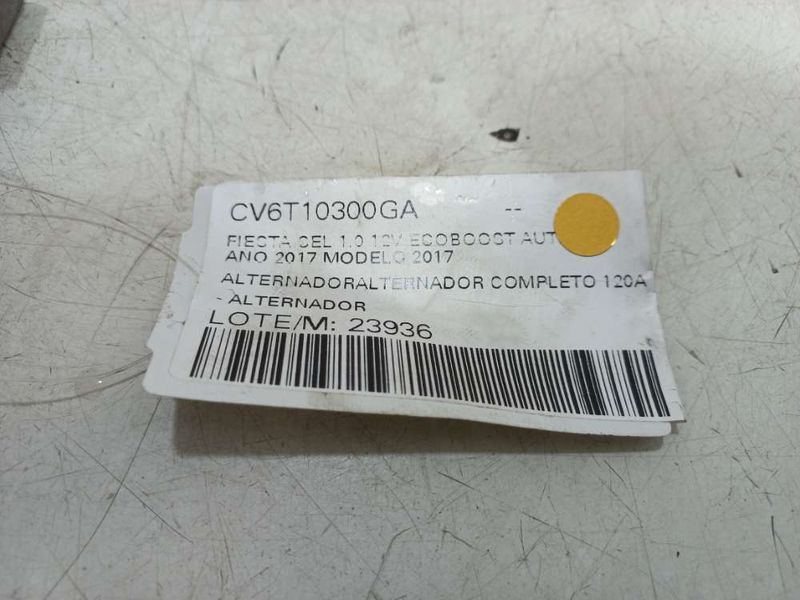 CV6T10300GA --
FIESTA SEL 1.0 12V ECOBOOST AUT
ANO 2017 MODELO 2017
ALTERNADORALTERNADOR COMPLETO 120A
- ALTERNADOR
LOTE/M: 23936